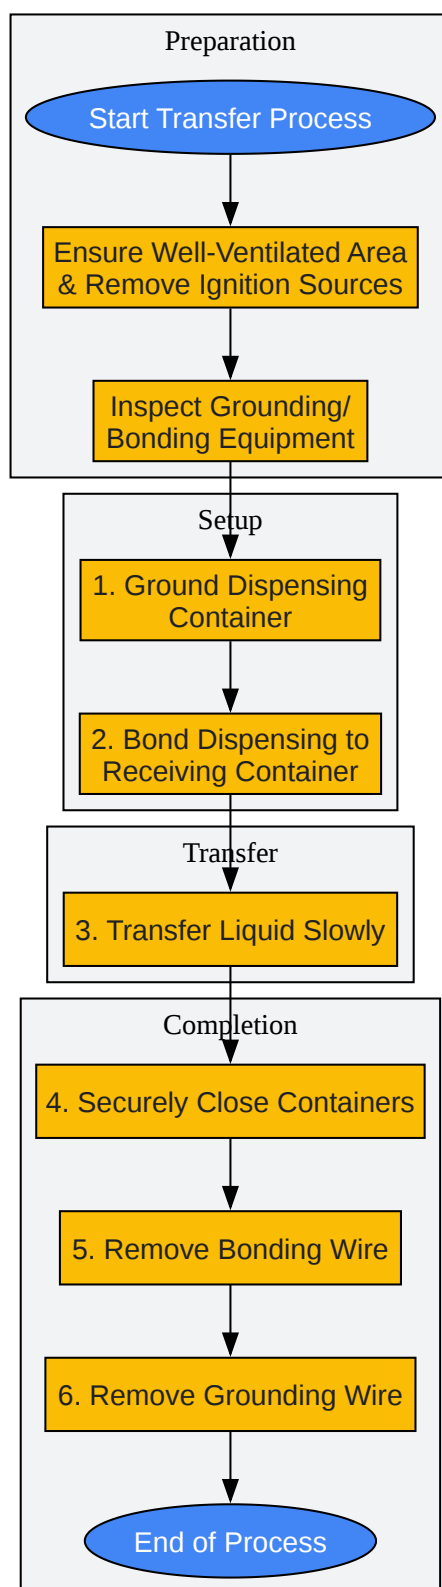 Preparation
Start Transfer Process
Ensure Well-Ventilated Area
& Remove Ignition Sources
Inspect Grounding/
Bonding Equipment
Setup
1. Ground Dispensing
Container
2. Bond Dispensing to
Receiving Container
Transfer
3. Transfer Liquid Slowly
Completion
4. Securely Close Containers
5. Remove Bonding Wire
6. Remove Grounding Wire
End of Process